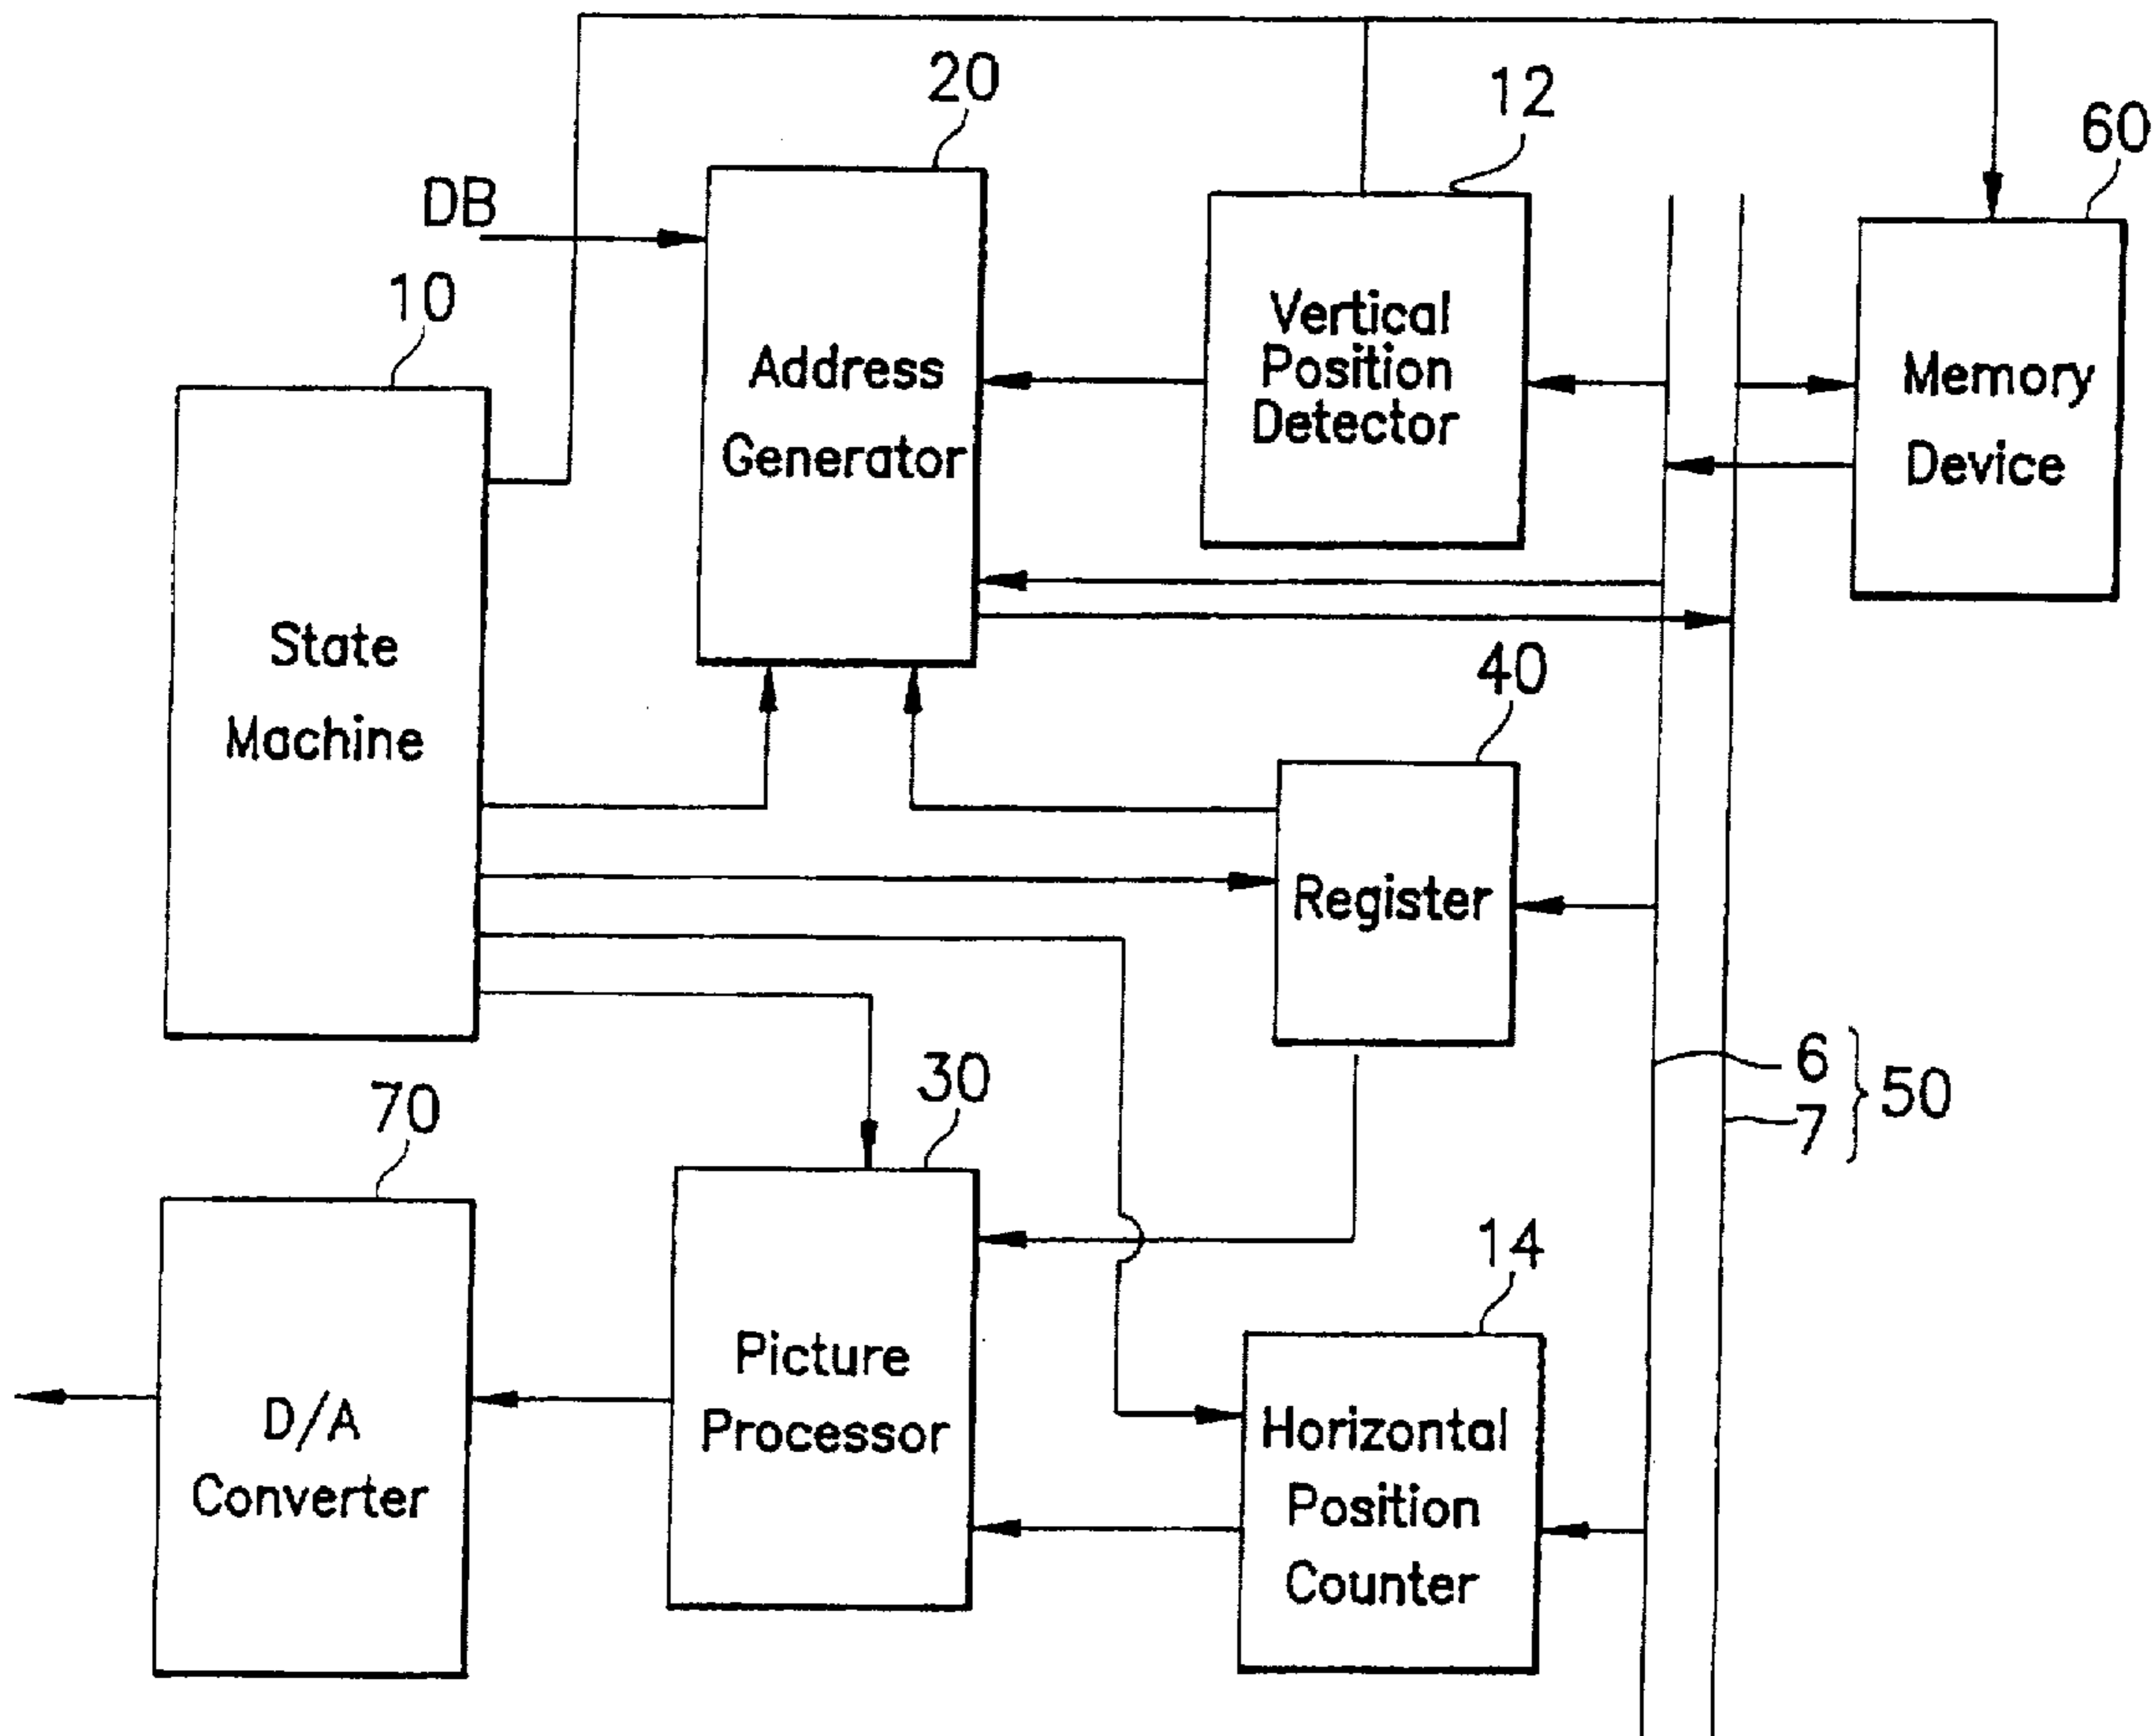 20
12
60
DB
10
Vertical
Position
Detector
Address
Generator
Memory
Device
State
Machine
40
Register
6
7
50
30
70
14
Picture
Processor
D/A
Converter
Horizontal
Position
Counter